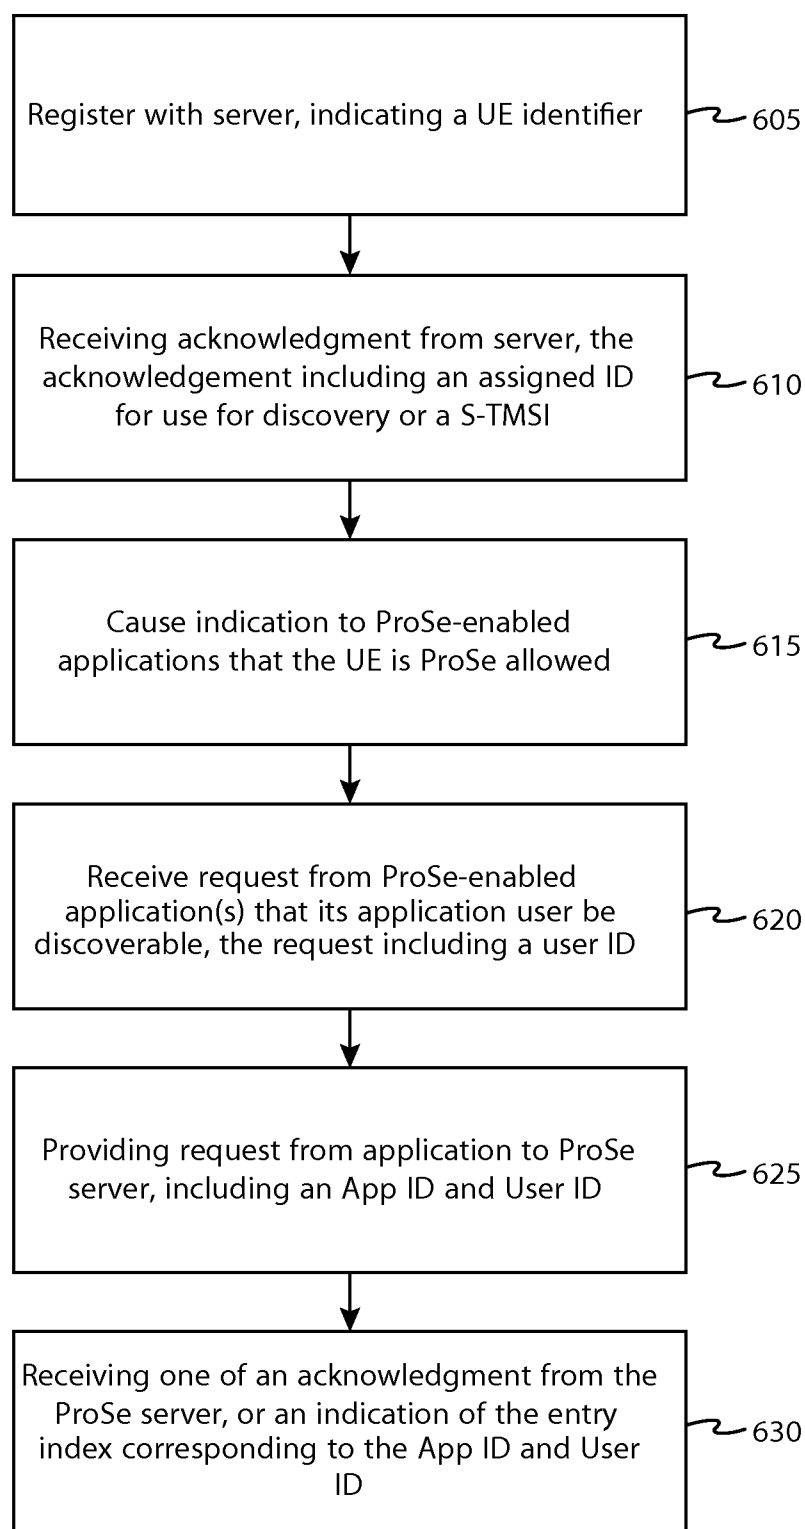 Register with server, indicating a UE identifier
605
Receiving acknowledgment from server, the
acknowledgement including an assigned ID
for use for discovery or a S-TMSI
610
Cause indication to ProSe-enabled
applications that the UE is ProSe allowed
615
Receive request from ProSe-enabled
application(s) that its application user be
discoverable, the request including a user ID
620
Providing request from application to ProSe
server, including an App ID and User ID
625
Receiving one of an acknowledgment from the
ProSe server, or an indication of the entry
index corresponding to the App ID and User
ID
630